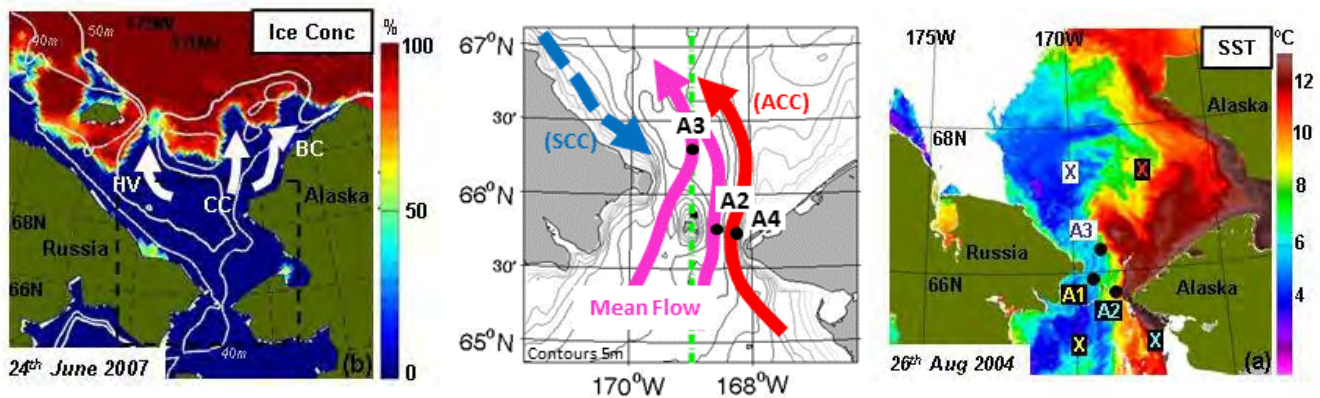 175W
170W
50m
40m
Ice Conc
%
100
50
0
HV
CC
BC
Alaska
68N
Russia
66N
40m
24th June 2007
(b)
67°N
30'
66°N
30'
65°N
(SCC)
(ACC)
A3
A2
A4
Mean Flow
Contours 5m
170°W
168°W
175W
170W
SST
°C
12
10
8
6
4
Alaska
68N
X
X
A3
Russia
66N
A1
A2
Alaska
X
X
26th Aug 2004
(a)